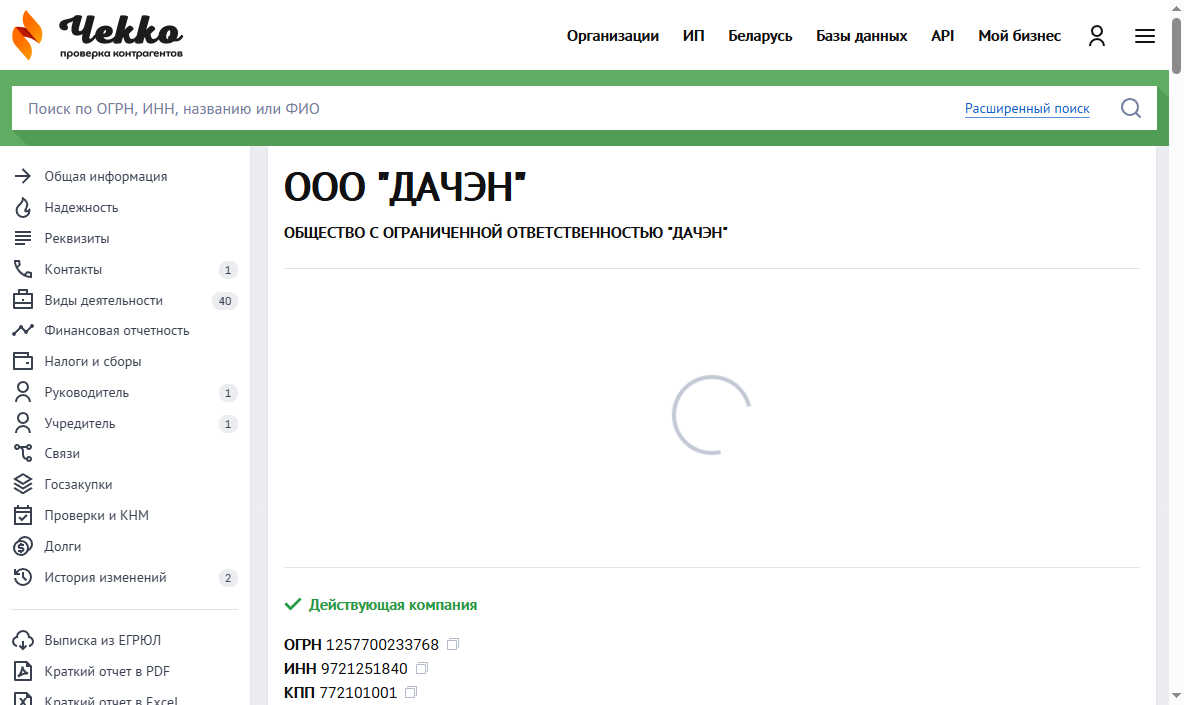 Чекко
проверка контрагентов
Организации ИП Беларусь Базы данных API Мой бизнес
Поиск по ОГРН, ИНН, названию или ФИО Расширенный поиск
Общая информация
Надежность
Реквизиты
Контакты 1
Виды деятельности 40
Финансовая отчетность
Налоги и сборы
Руководитель 1
Учредитель 1
Связи
Госзакупки
Проверки и КНМ
Долги
История изменений 2
Выписка из ЕГРЮЛ
Краткий отчет в PDF
Краткий отчет в Excel
ООО "ДАЧЭН"
ОБЩЕСТВО С ОГРАНИЧЕННОЙ ОТВЕТСТВЕННОСТЬЮ "ДАЧЭН"
Действующая компания
ОГРН 1257700233768
ИНН 9721251840
КПП 772101001